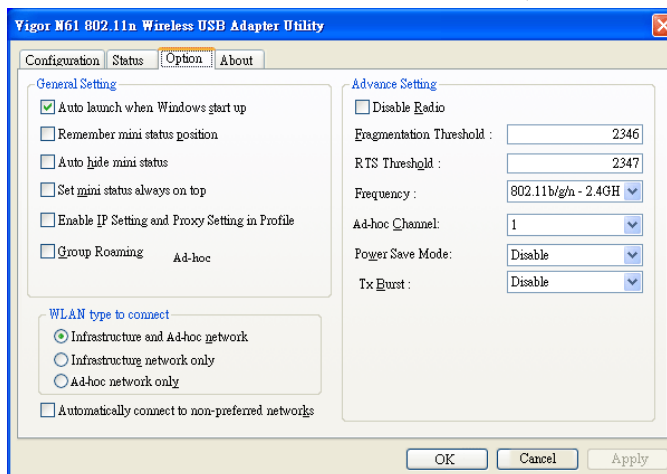 Vigor N61 802.11n Wireless USB Adapter Utility
Configuration Status Option About
General Setting
Auto launch when Windows start up
Remember mini status position
Auto hide mini status
Set mini status always on top
Enable IP Setting and Proxy Setting in Profile
Group Roaming Ad-hoc
WLAN type to connect
Infrastructure and Ad-hoc network
Infrastructure network only
Ad-hoc network only
Automatically connect to non-preferred networks
Advance Setting
Disable Radio
Fragmentation Threshold : 2346
RTS Threshold : 2347
Frequency : 802.11b/g/n - 2.4GH
Ad-hoc Channel: 1
Power Save Mode: Disable
Tx Burst : Disable
OK Cancel Apply